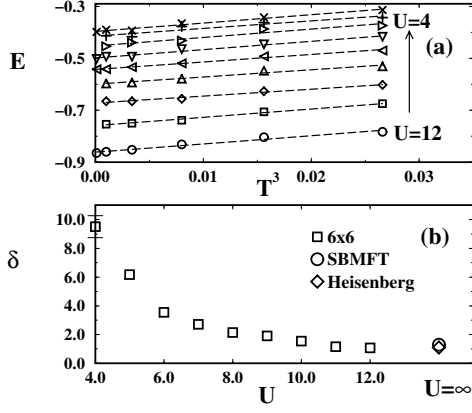 −0.3
U=4
(a)
E
−0.5
−0.7
U=12
−0.9
0.00 0.01 0.02 0.03
T³
10.0
(b)
8.0
6x6
δ
SBMFT
6.0
Heisenberg
4.0
2.0
0.0
4.0 6.0 8.0 10.0 12.0
U U=∞